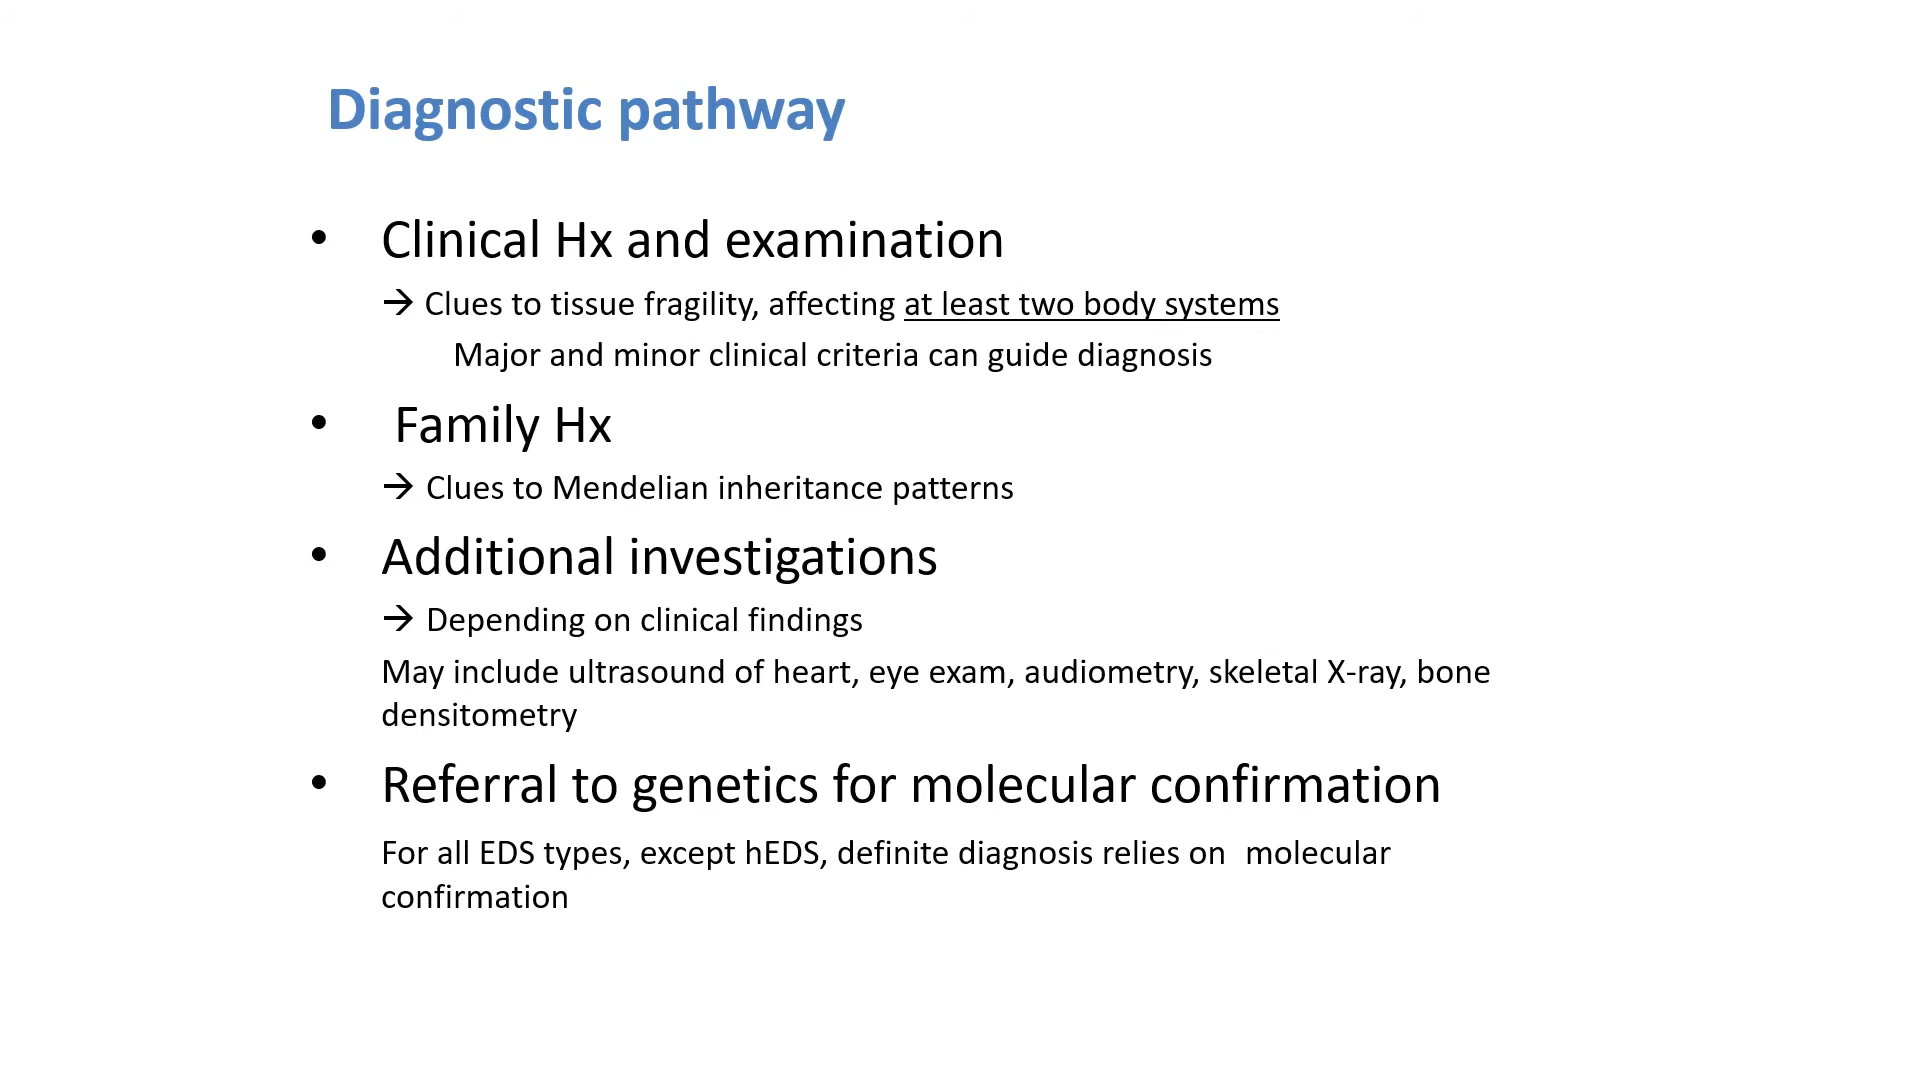 Diagnostic pathway
• Clinical Hx and examination
→ Clues to tissue fragility, affecting at least two body systems
Major and minor clinical criteria can guide diagnosis
• Family Hx
→ Clues to Mendelian inheritance patterns
• Additional investigations
→ Depending on clinical findings
May include ultrasound of heart, eye exam, audiometry, skeletal X-ray, bone
densitometry
• Referral to genetics for molecular confirmation
For all EDS types, except hEDS, definite diagnosis relies on molecular
confirmation